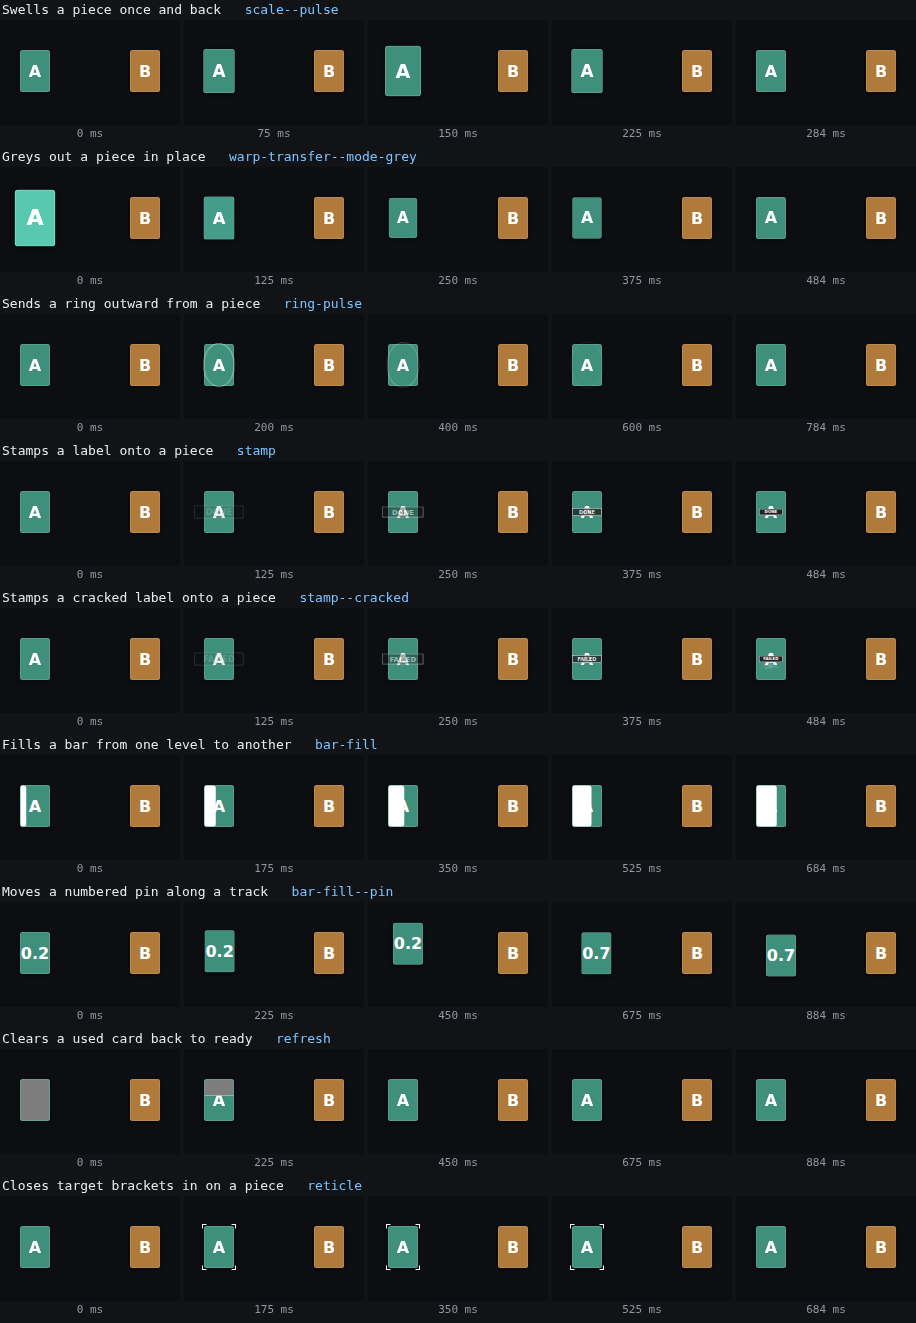 Swells a piece once and back scale--pulse
A B A B A B A B A B
0 ms 75 ms 150 ms 225 ms 284 ms
Greys out a piece in place warp-transfer--mode-grey
A B A B A B A B A B
0 ms 125 ms 250 ms 375 ms 484 ms
Sends a ring outward from a piece ring-pulse
A B A B A B A B A B
0 ms 200 ms 400 ms 600 ms 784 ms
Stamps a label onto a piece stamp
A B DONE A B DONE A B DONE A B DONE A B
0 ms 125 ms 250 ms 375 ms 484 ms
Stamps a cracked label onto a piece stamp--cracked
A B FAILED A B FAILED A B FAILED A B FAILED A B
0 ms 125 ms 250 ms 375 ms 484 ms
Fills a bar from one level to another bar-fill
A B A B A B A B B
0 ms 175 ms 350 ms 525 ms 684 ms
Moves a numbered pin along a track bar-fill--pin
0.2 B 0.2 B 0.2 B 0.7 B 0.7 B
0 ms 225 ms 450 ms 675 ms 884 ms
Clears a used card back to ready refresh
B A B A B A B A B
0 ms 225 ms 450 ms 675 ms 884 ms
Closes target brackets in on a piece reticle
A B A B A B A B A B
0 ms 175 ms 350 ms 525 ms 684 ms